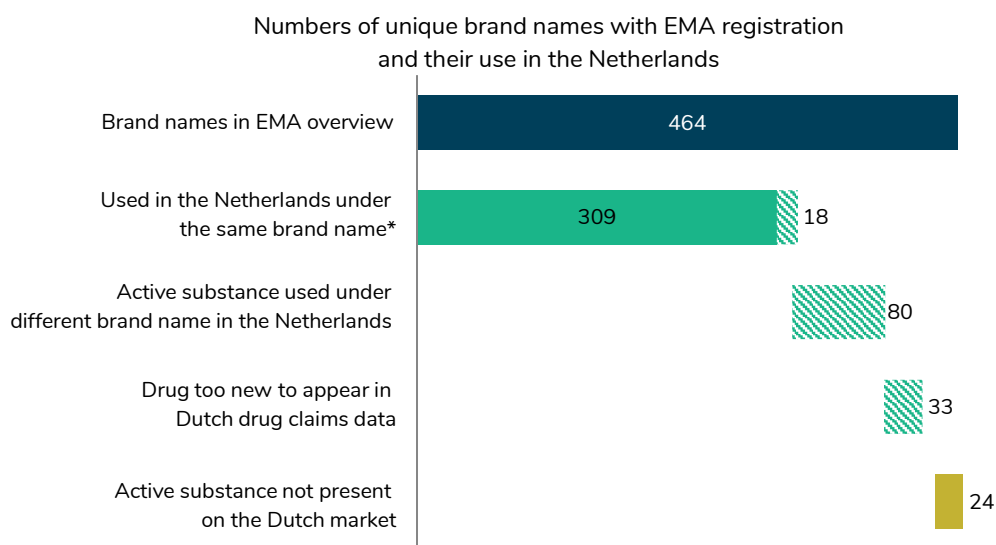 Numbers of unique brand names with EMA registration
and their use in the Netherlands
Brand names in EMA overview
464
Used in the Netherlands under
the same brand name*
309
18
Active substance used under
different brand name in the Netherlands
80
Drug too new to appear in
Dutch drug claims data
33
Active substance not present
on the Dutch market
24